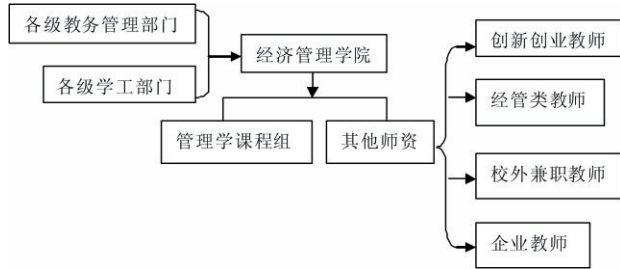 各级教务管理部门
各级学工部门
经济管理学院
管理学课程组
其他师资
创新创业教师
经管类教师
校外兼职教师
企业教师